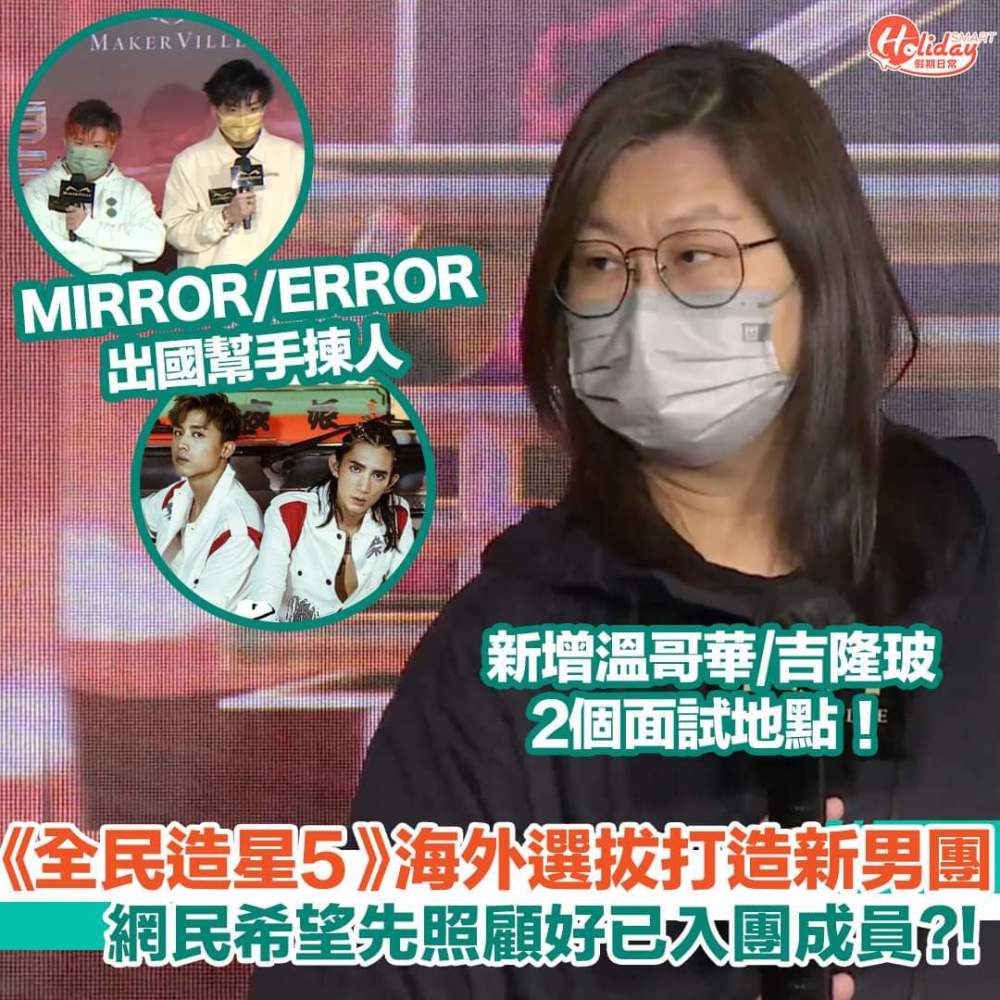 MAKERVILLE
Holiday
SMART
假期日常
MAKERVILLE
MIRROR/ERROR
出國幫手揀人
新增溫哥華/吉隆玻
2個面試地點！
《全民造星5》海外選拔打造新男團
網民希望先照顧好已入團成員?!